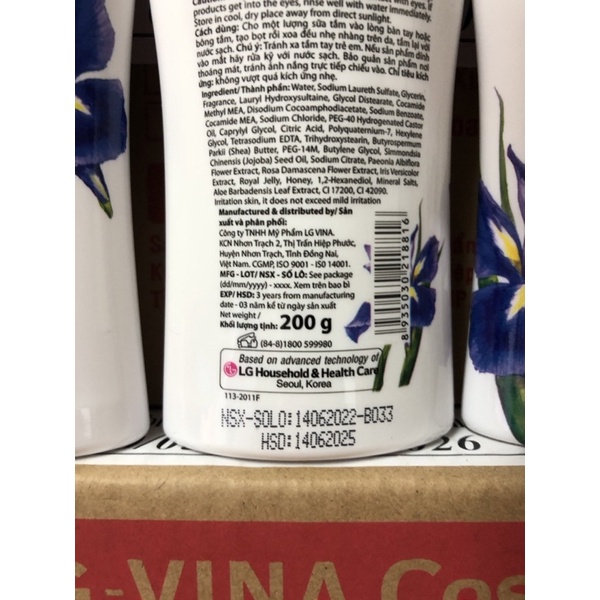 products get into the eyes, rinse well with water immediately.
Store in cool, dry place away from direct sunlight.
Cách dùng: Cho một lượng sữa tắm vào lòng bàn tay hoặc
bông tắm, tạo bọt rồi xoa đều nhẹ nhàng trên da, tắm lại với
nước sạch. Chú ý: Tránh xa tầm tay trẻ em. Nếu sản phẩm dính
vào mắt hãy rửa kỹ với nước sạch. Bảo quản sản phẩm nơi
thoáng mát, tránh ánh nắng trực tiếp chiếu vào. Chỉ tiêu kích
ứng: không vượt quá kích ứng nhẹ.
Ingredient/Thành phần: Water, Sodium Laureth Sulfate, Glycerin,
Fragrance, Lauryl Hydroxysultaine, Glycol Distearate, Cocamide
Methyl MEA, Disodium Cocoamphodiacetate, Sodium Benzoate,
Cocamide MEA, Sodium Chloride, PEG-40 Hydrogenated Castor
Oil, Caprylyl Glycol, Citric Acid, Polyquaternium-7, Hexylene
Glycol, Tetrasodium EDTA, Trihydroxystearin, Butyrospermum
Parkii (Shea) Butter, PEG-14M, Butylene Glycol, Simmondsia
Chinensis (Jojoba) Seed Oil, Sodium Citrate, Paeonia Albiflora
Flower Extract, Rosa Damascena Flower Extract, Iris Versicolor
Extract, Royal Jelly, Honey, 1,2-Hexanediol, Mineral Salts,
Aloe Barbadensis Leaf Extract, CI 17200, CI 42090.
Irritation skin, it does not exceed mild irritation
Manufactured & distributed by/ Sản
xuất và phân phối:
Công ty TNHH Mỹ Phẩm LG VINA.
KCN Nhơn Trạch 2, Thị Trấn Hiệp Phước,
Huyện Nhơn Trạch, Tỉnh Đồng Nai,
Việt Nam. CGMP, ISO 9001 - ISO 14001.
MFG - LOT/ NSX - SỐ LÔ: See package
(dd/mm/yyyy) - xxxx. Xem trên bao bì
EXP/ HSD: 3 years from manufacturing
date - 03 năm kể từ ngày sản xuất
Net weight /
Khối lượng tịnh: 200 g
(84-8)1800 599980
8 935030 218816
Based on advanced technology of
LG Household & Health Care
Seoul, Korea
113-2011F
NSX-SOLO:14062022-B033
HSD:14062025
26
G-VINA Cos